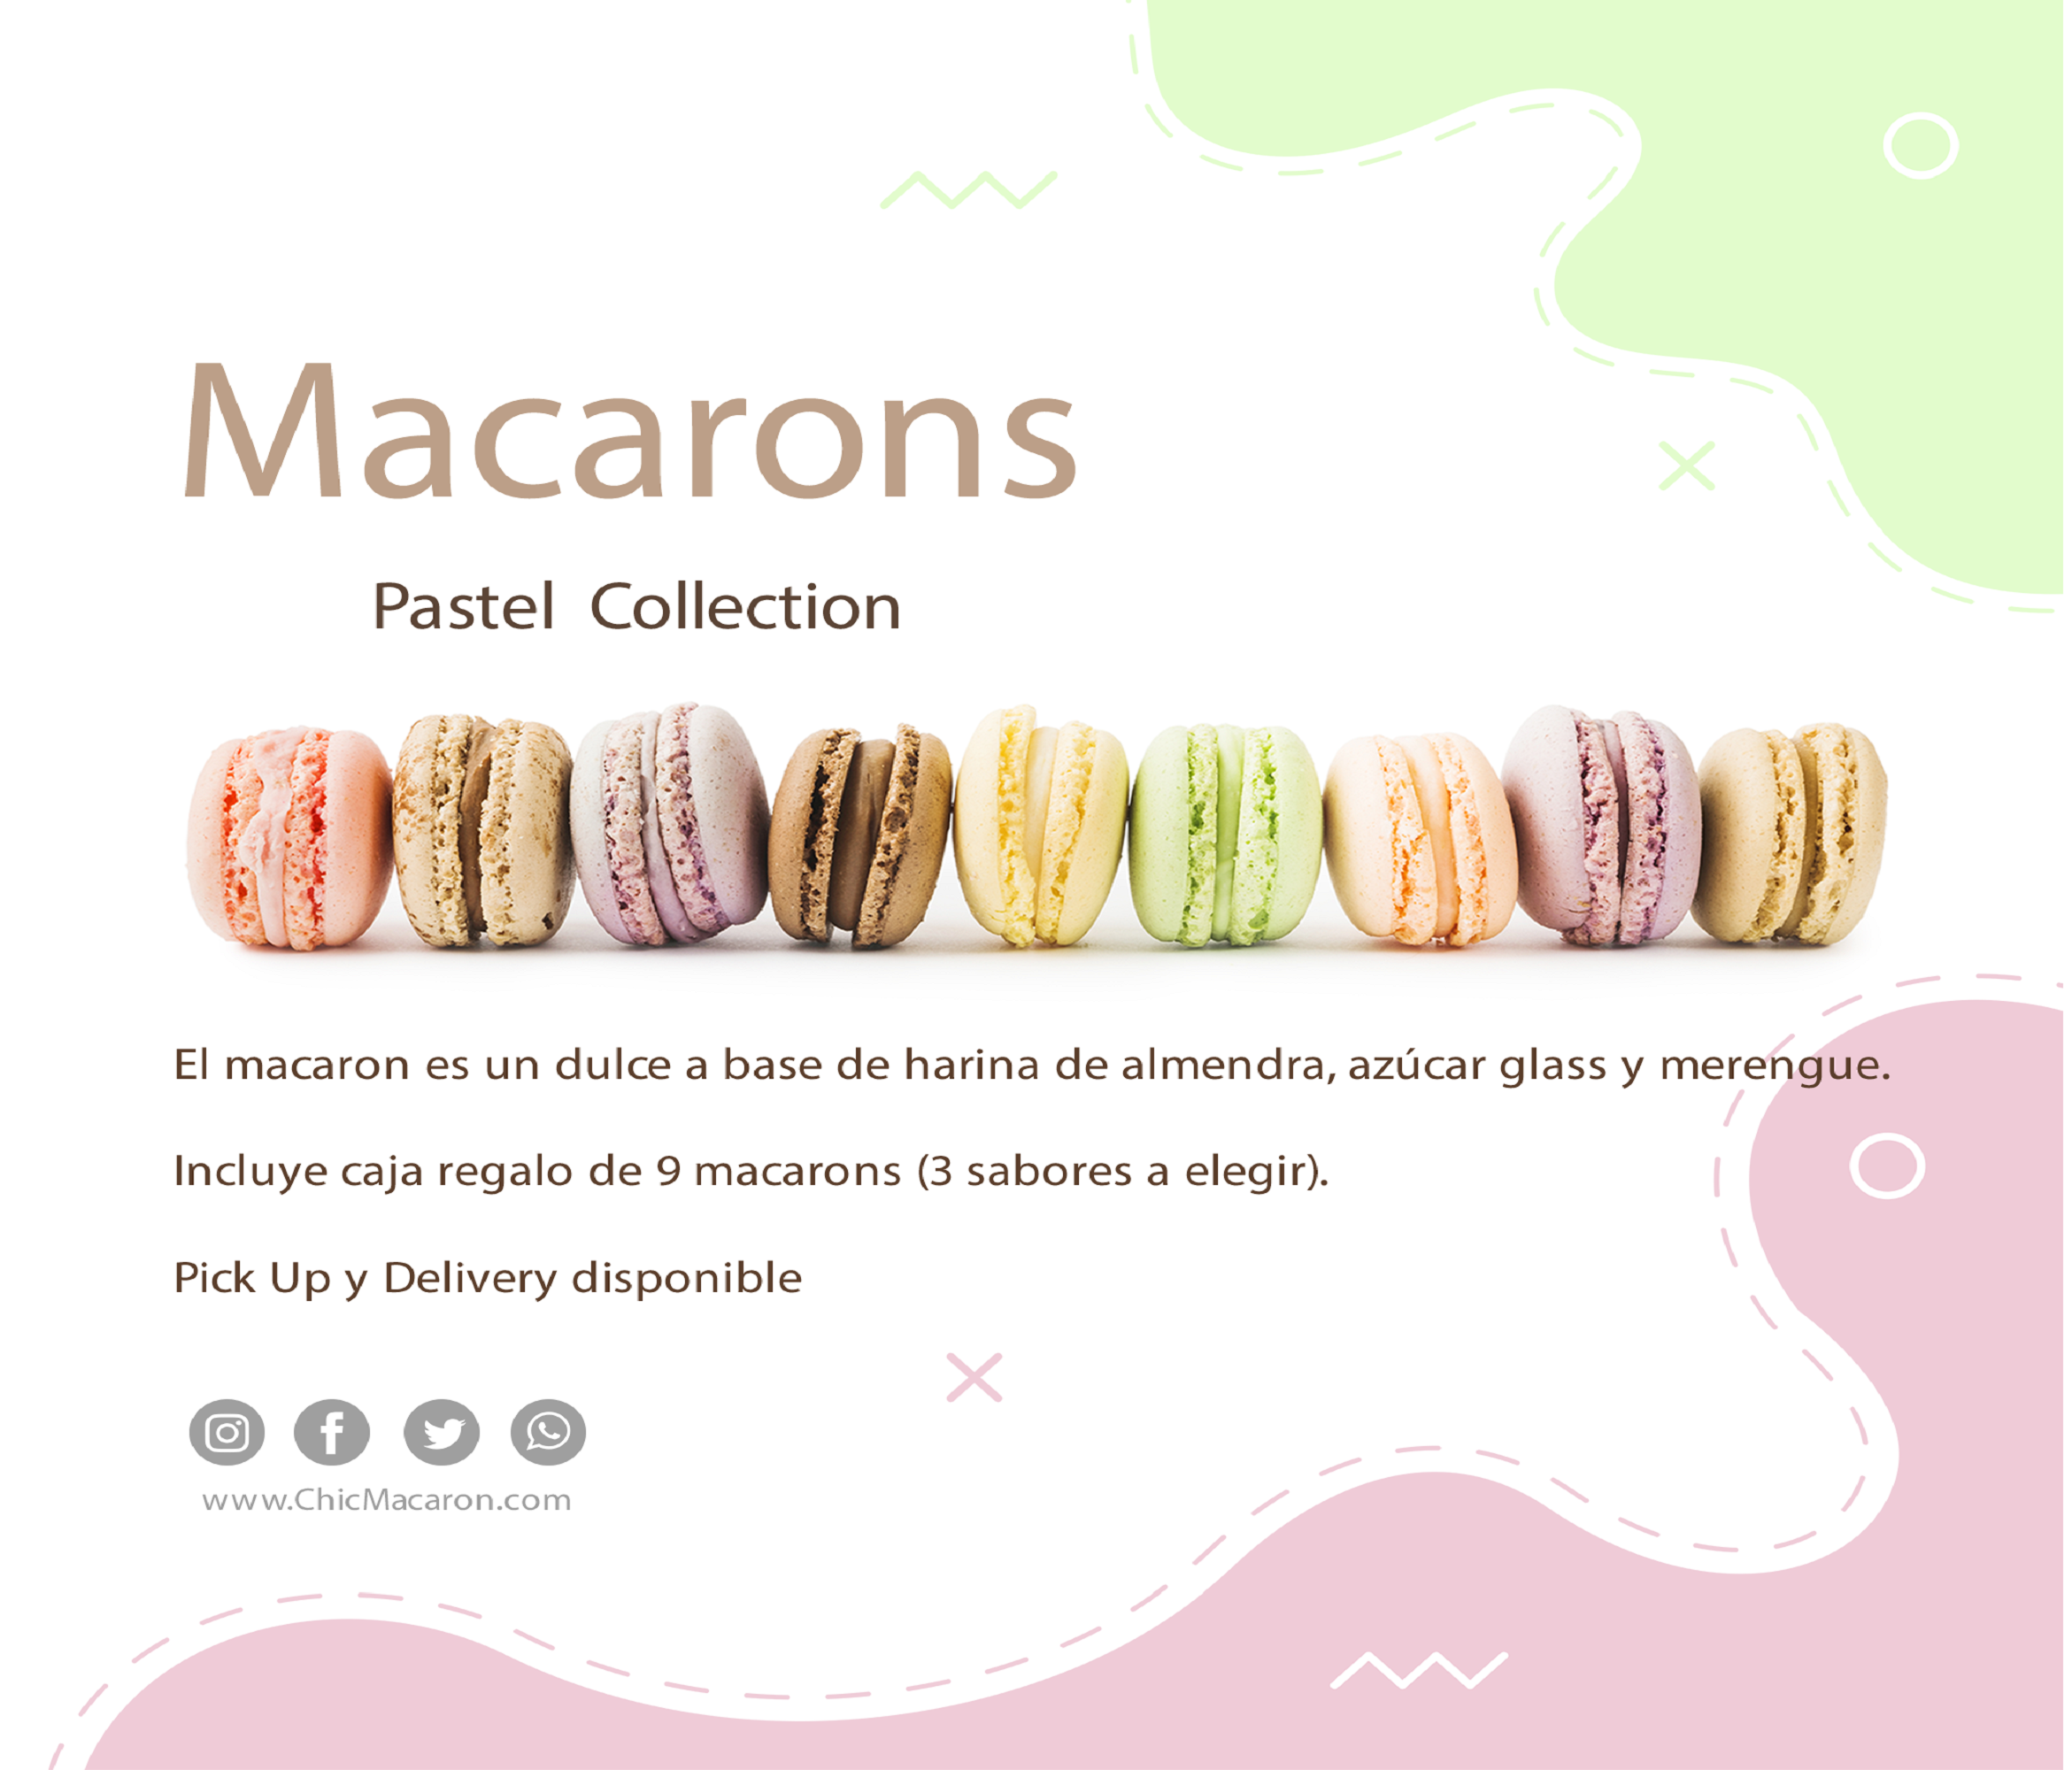 Macarons
Pastel Collection
El macaron es un dulce a base de harina de almendra, azúcar glass y merengue.
Incluye caja regalo de 9 macarons (3 sabores a elegir).
Pick Up y Delivery disponible
www.ChicMacaron.com